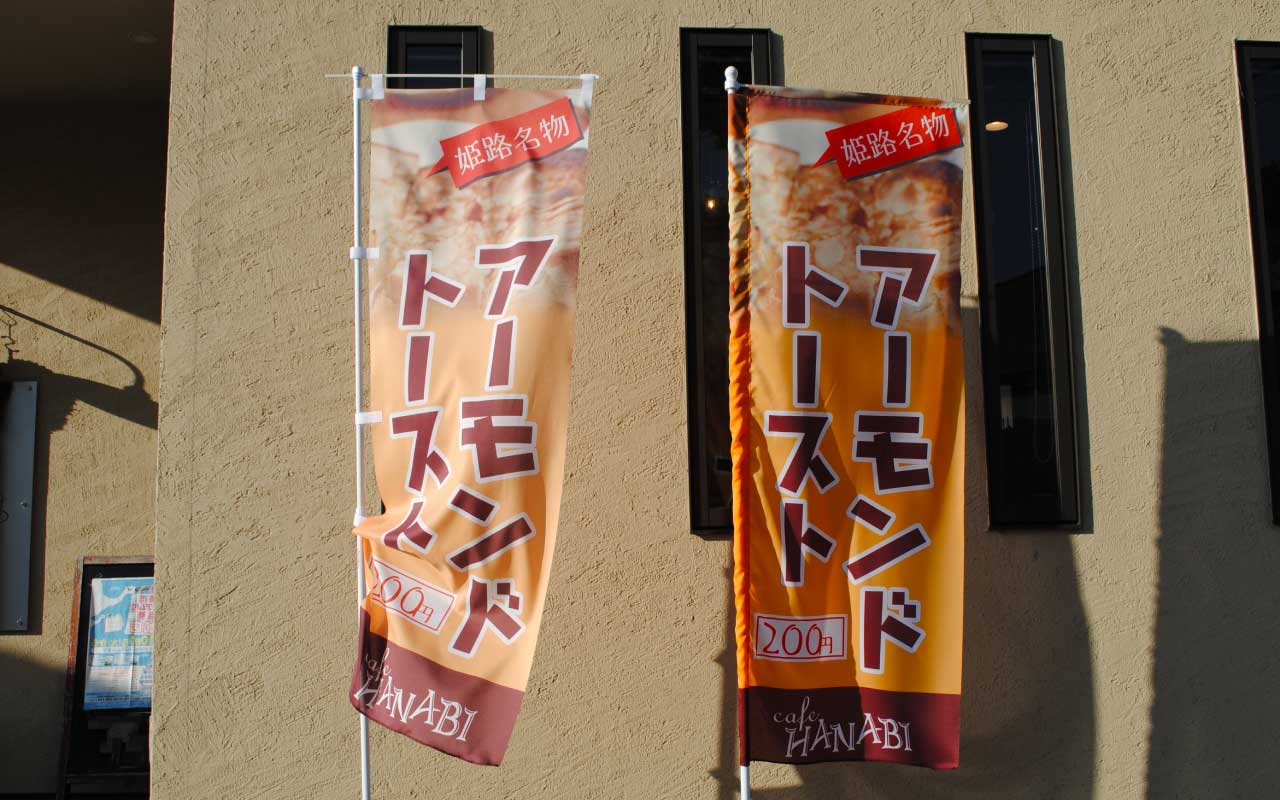 姫路名物
アーモンド
トースト
200円
cafe
HANABI
姫路名物
アーモンド
トースト
200円
cafe
HANABI